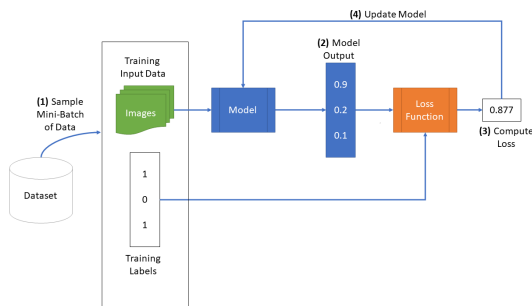 (4) Update Model
Training
Input Data
(2) Model
Output
(1) Sample
Mini-Batch
of Data
Images
Model
0.9
0.2
0.1
Loss
Function
0.877
(3) Compute
Loss
Dataset
1
0
1
Training
Labels